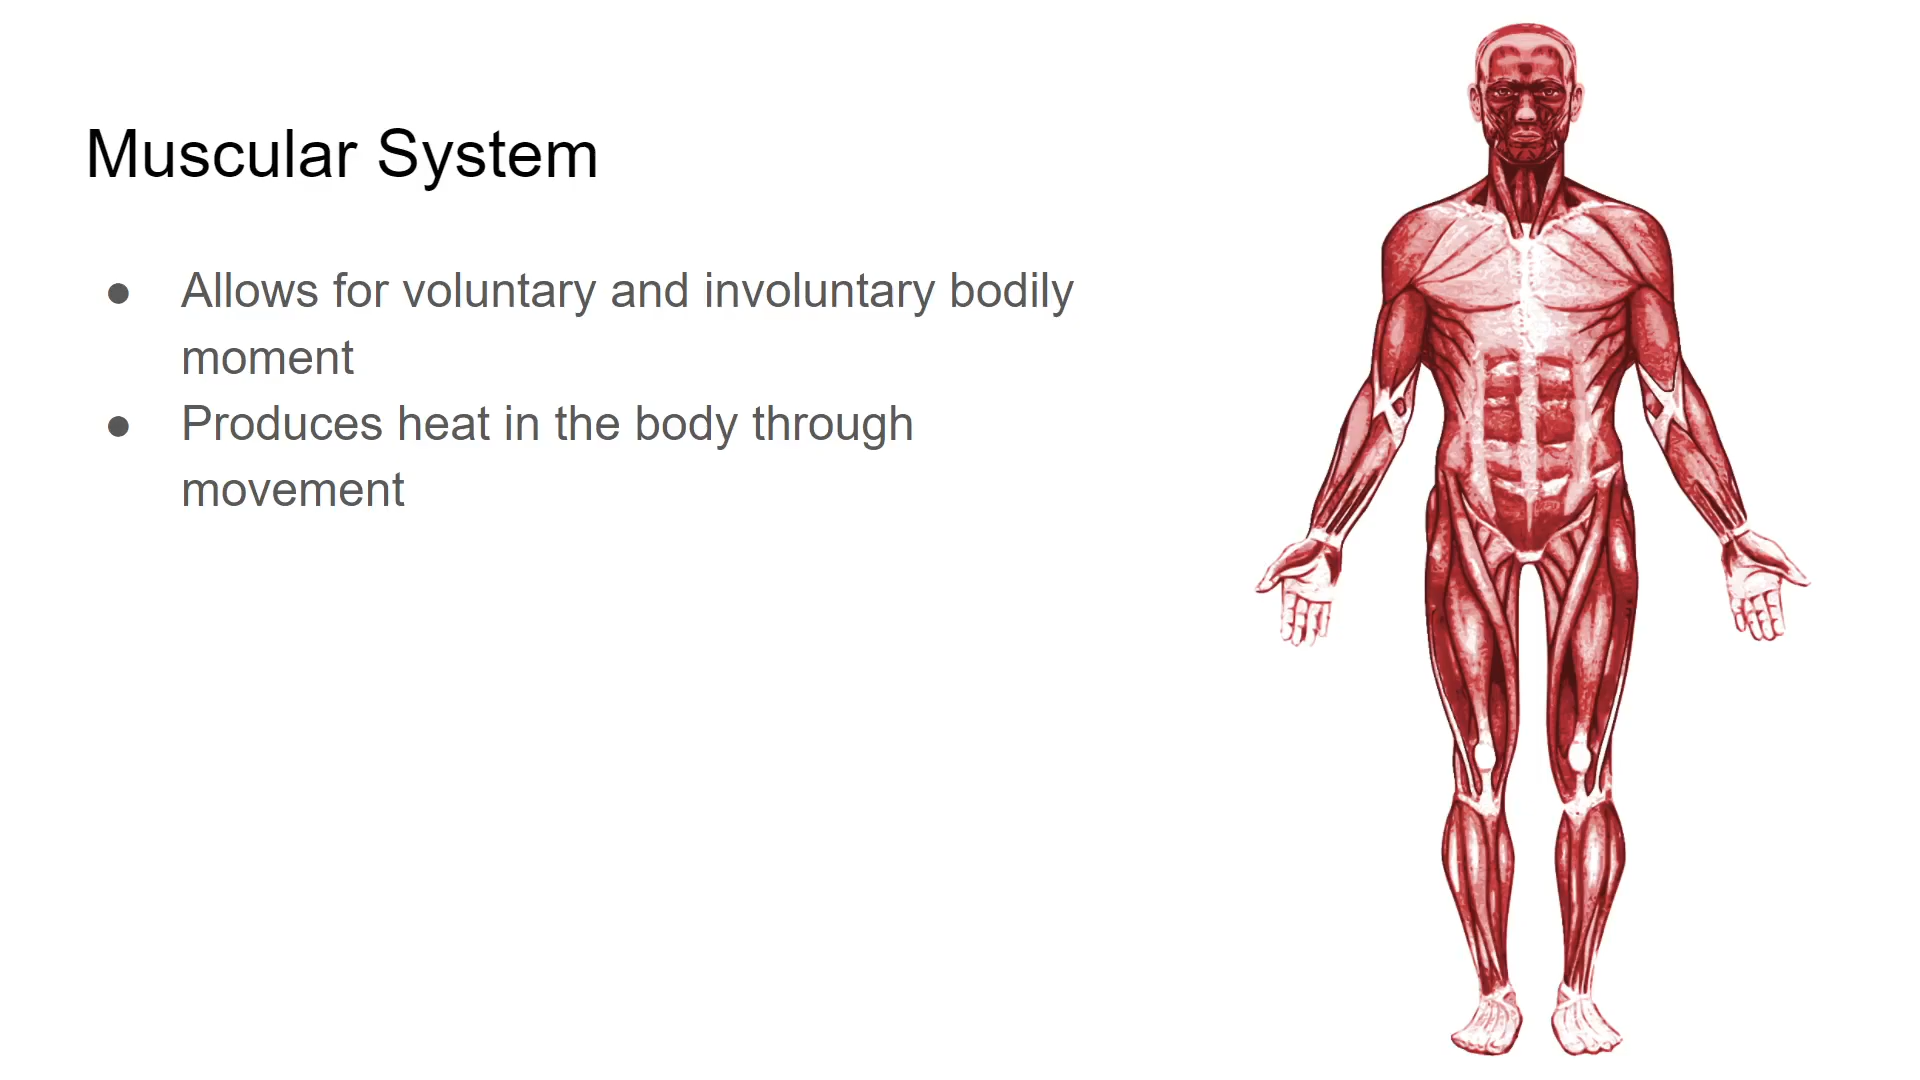 Muscular System
● Allows for voluntary and involuntary bodily
moment
● Produces heat in the body through
movement